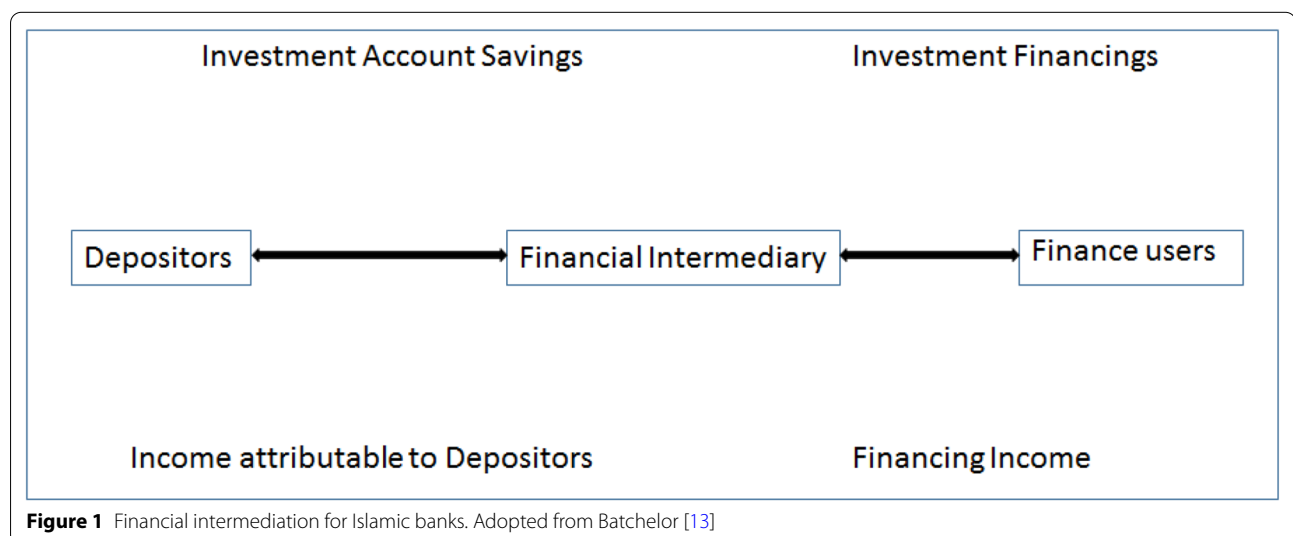 Investment Account Savings
Investment Financings
Depositors
Financial Intermediary
Finance users
Income attributable to Depositors
Financing Income
Figure 1 Financial intermediation for Islamic banks. Adopted from Batchelor [13]